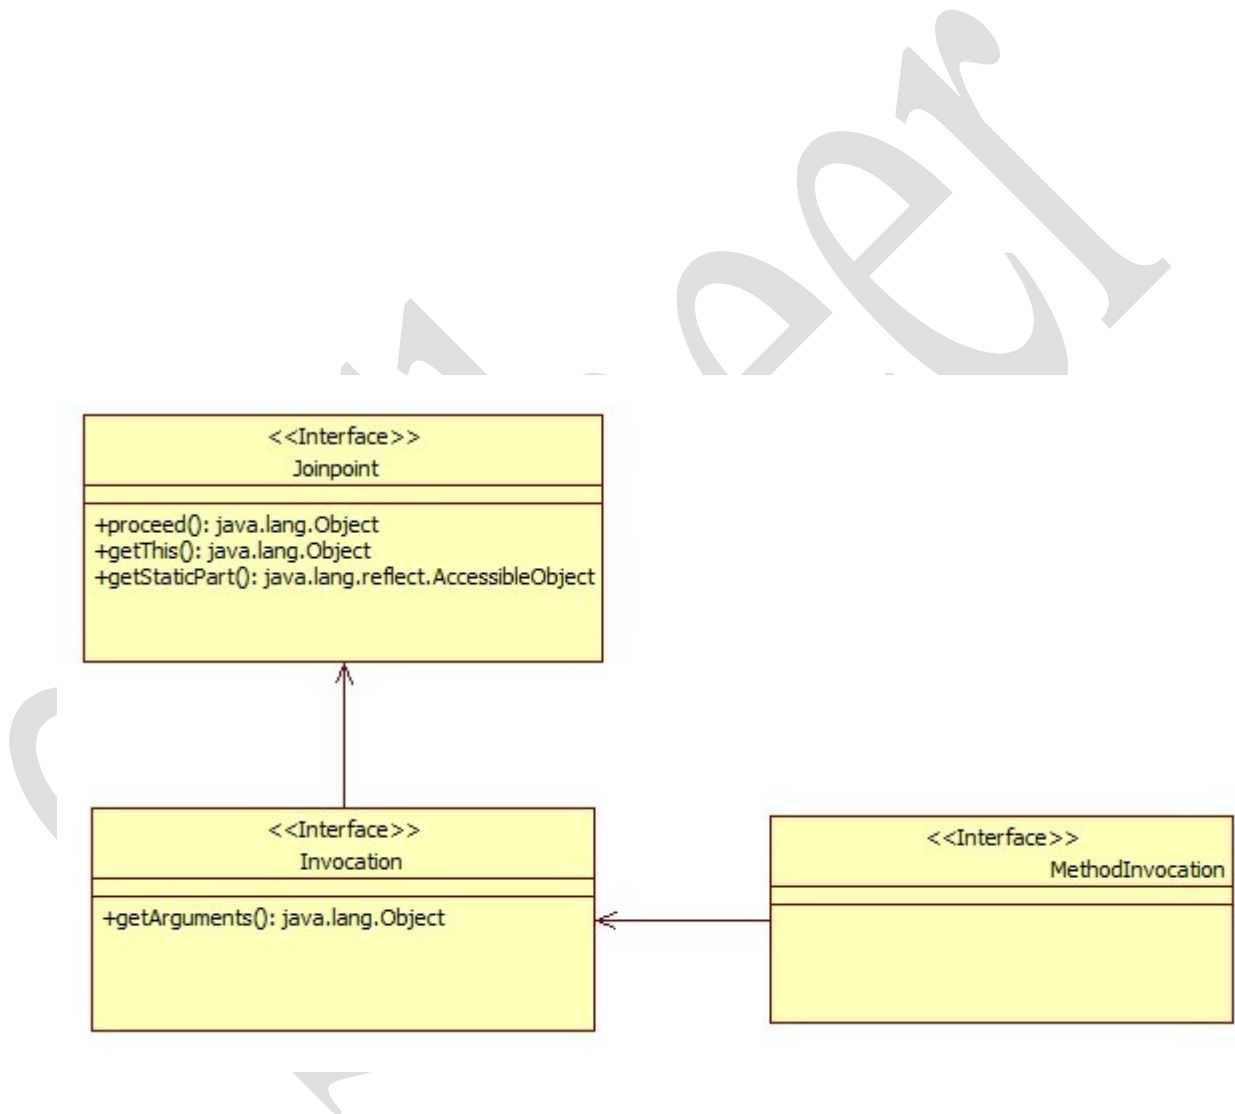 <<Interface>>
Joinpoint
+proceed(): java.lang.Object
+getThis(): java.lang.Object
+getStaticPart(): java.lang.reflect.AccessibleObject
<<Interface>>
Invocation
+getArguments(): java.lang.Object
<<Interface>>
MethodInvocation